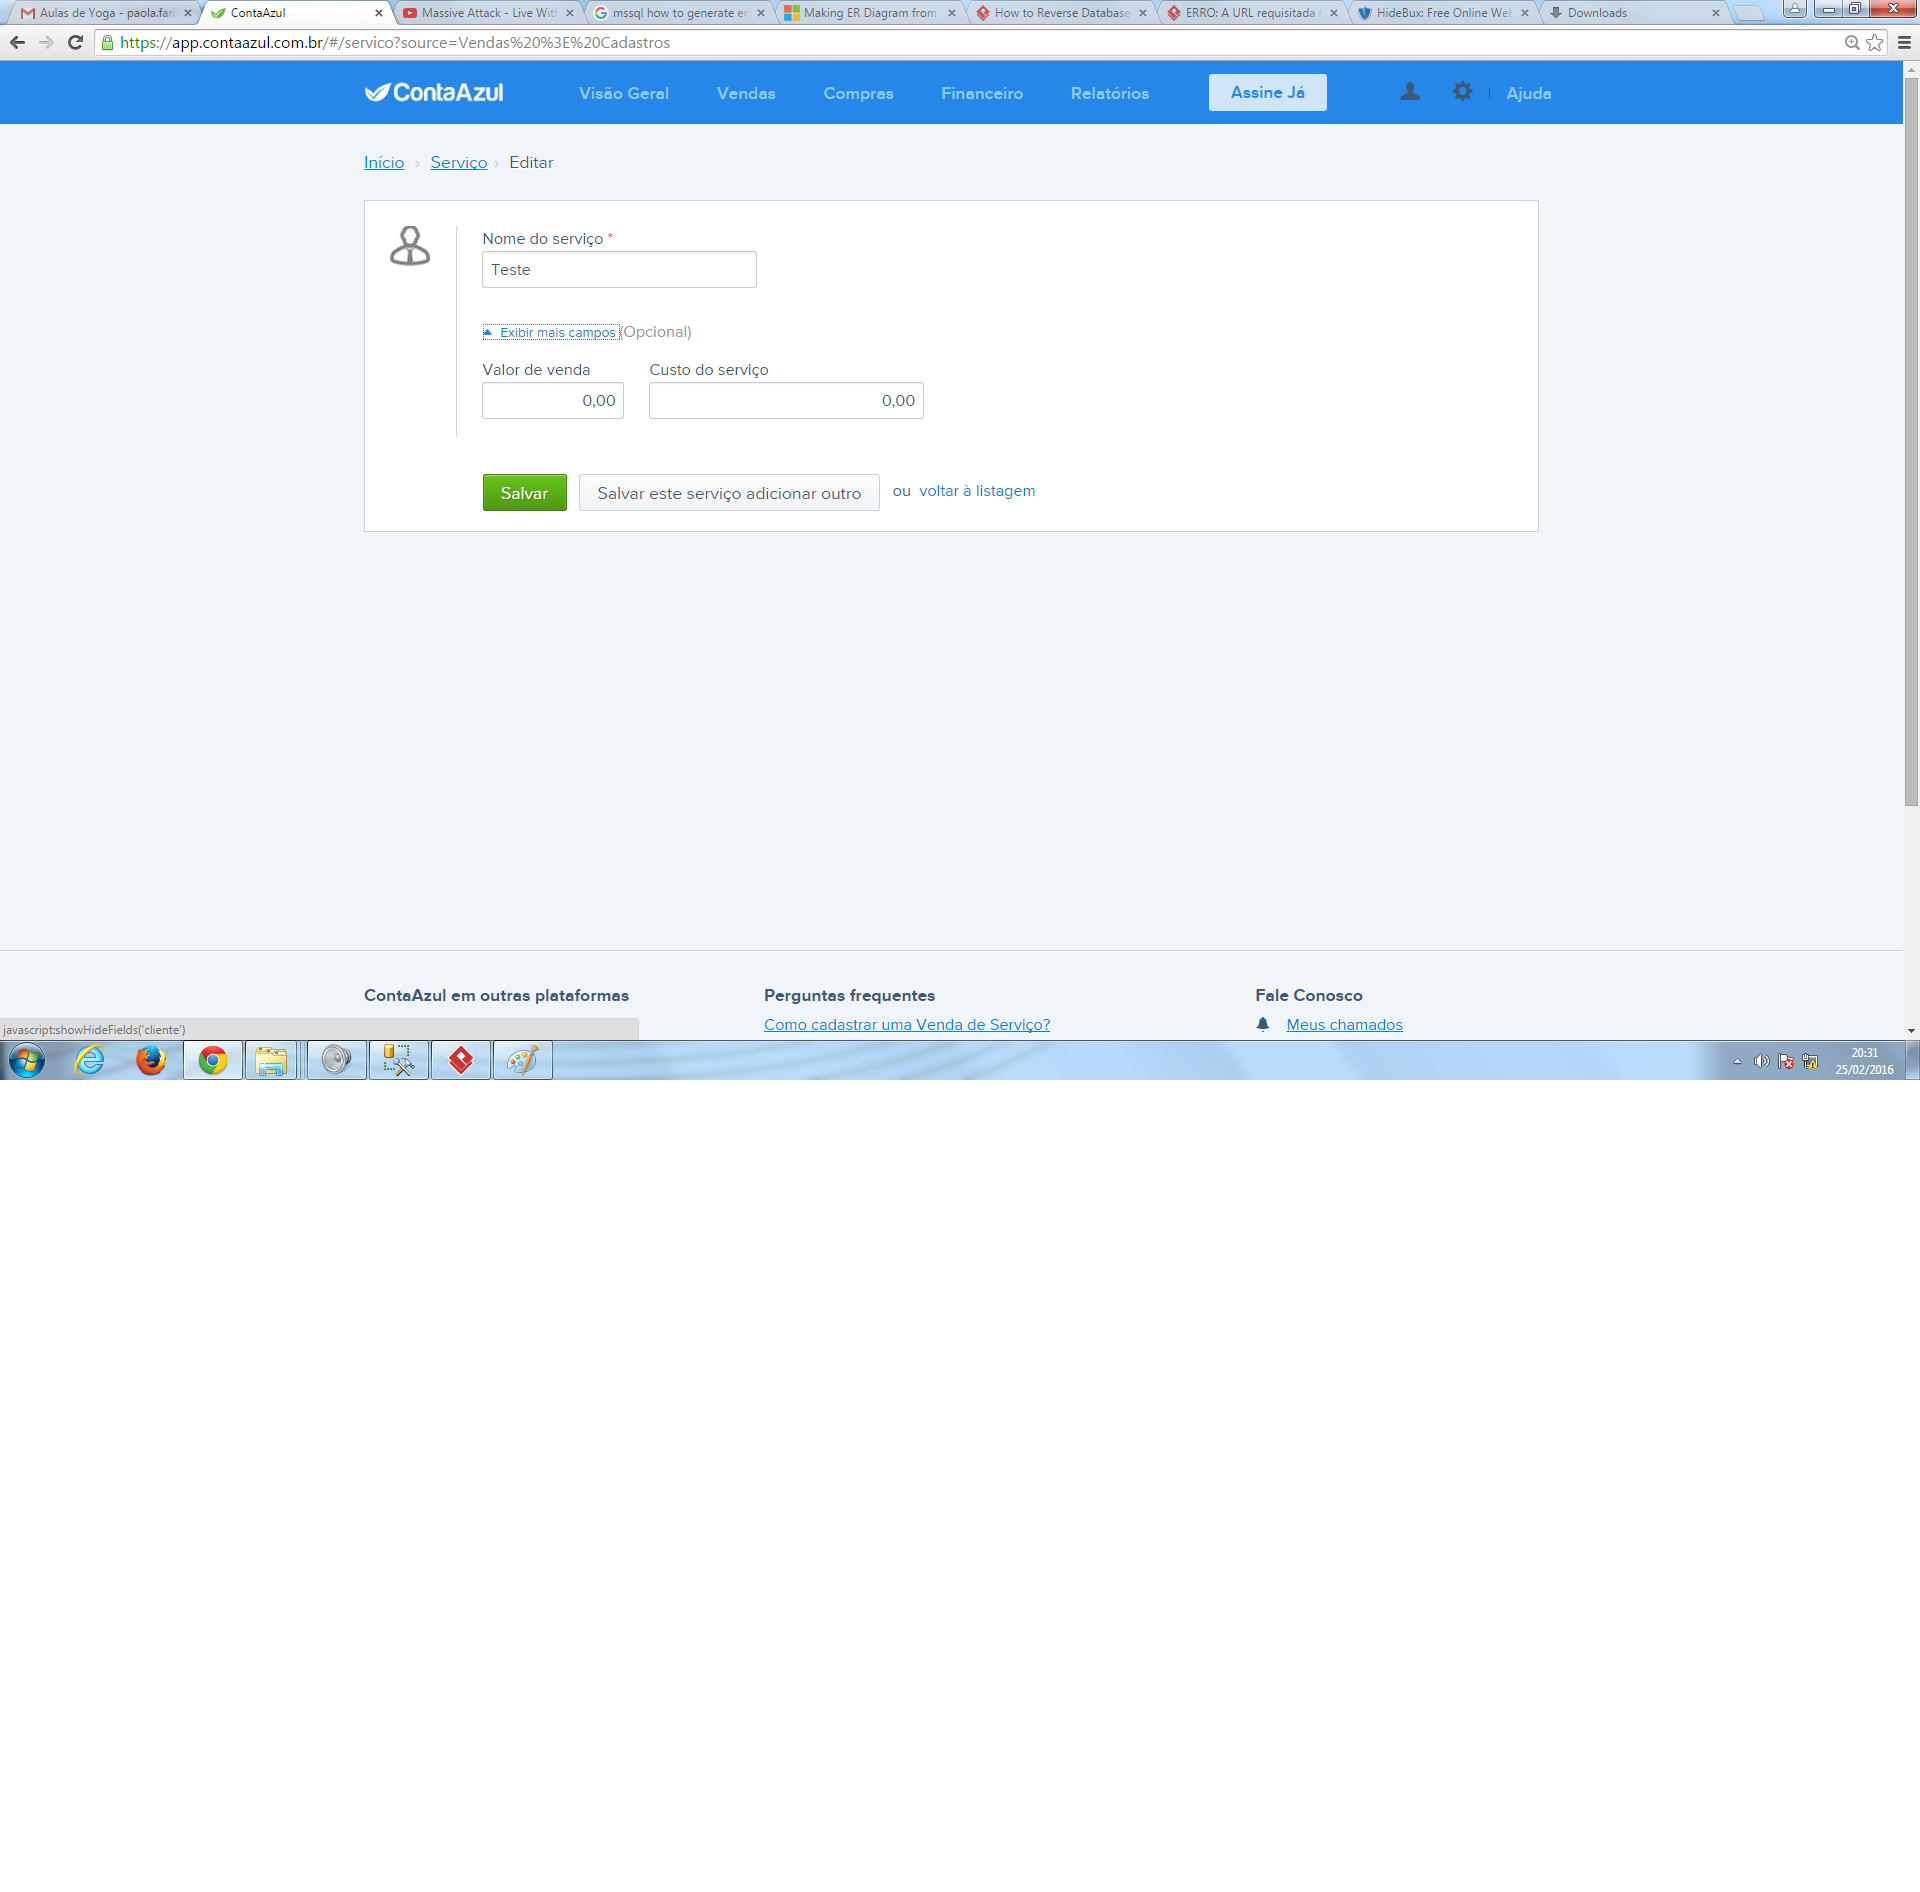 Aulas de Yoga - paola.fari
ContaAzul
Massive Attack - Live With
mssql how to generate er
Making ER Diagram from
How to Reverse Database
ERRO: A URL requisitada
HideBux: Free Online Web
Downloads
https://app.contaazul.com.br/#/servico?source=Vendas%20%3E%20Cadastros
ContaAzul
Visão Geral
Vendas
Compras
Financeiro
Relatórios
Assine Já
Ajuda
Início › Serviço › Editar
Nome do serviço *
Teste
Exibir mais campos (Opcional)
Valor de venda
Custo do serviço
0,00
0,00
Salvar
Salvar este serviço adicionar outro
ou voltar à listagem
ContaAzul em outras plataformas
Perguntas frequentes
Fale Conosco
Como cadastrar uma Venda de Serviço?
Meus chamados
javascript:showHideFields('cliente')
20:31
25/02/2016